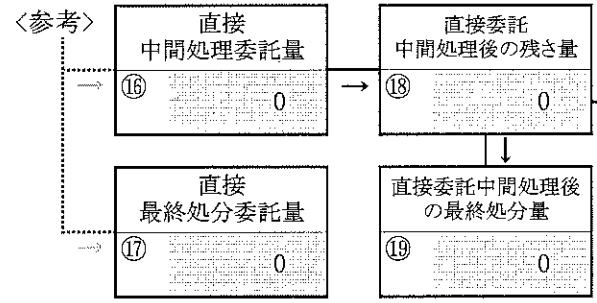 〈参考〉
直接
中間処理委託量
→ ⑯ 0
→
直接委託
中間処理後の残さ量
⑱ 0
↓
直接
最終処分委託量
→ ⑰ 0
直接委託中間処理後
の最終処分量
⑲ 0